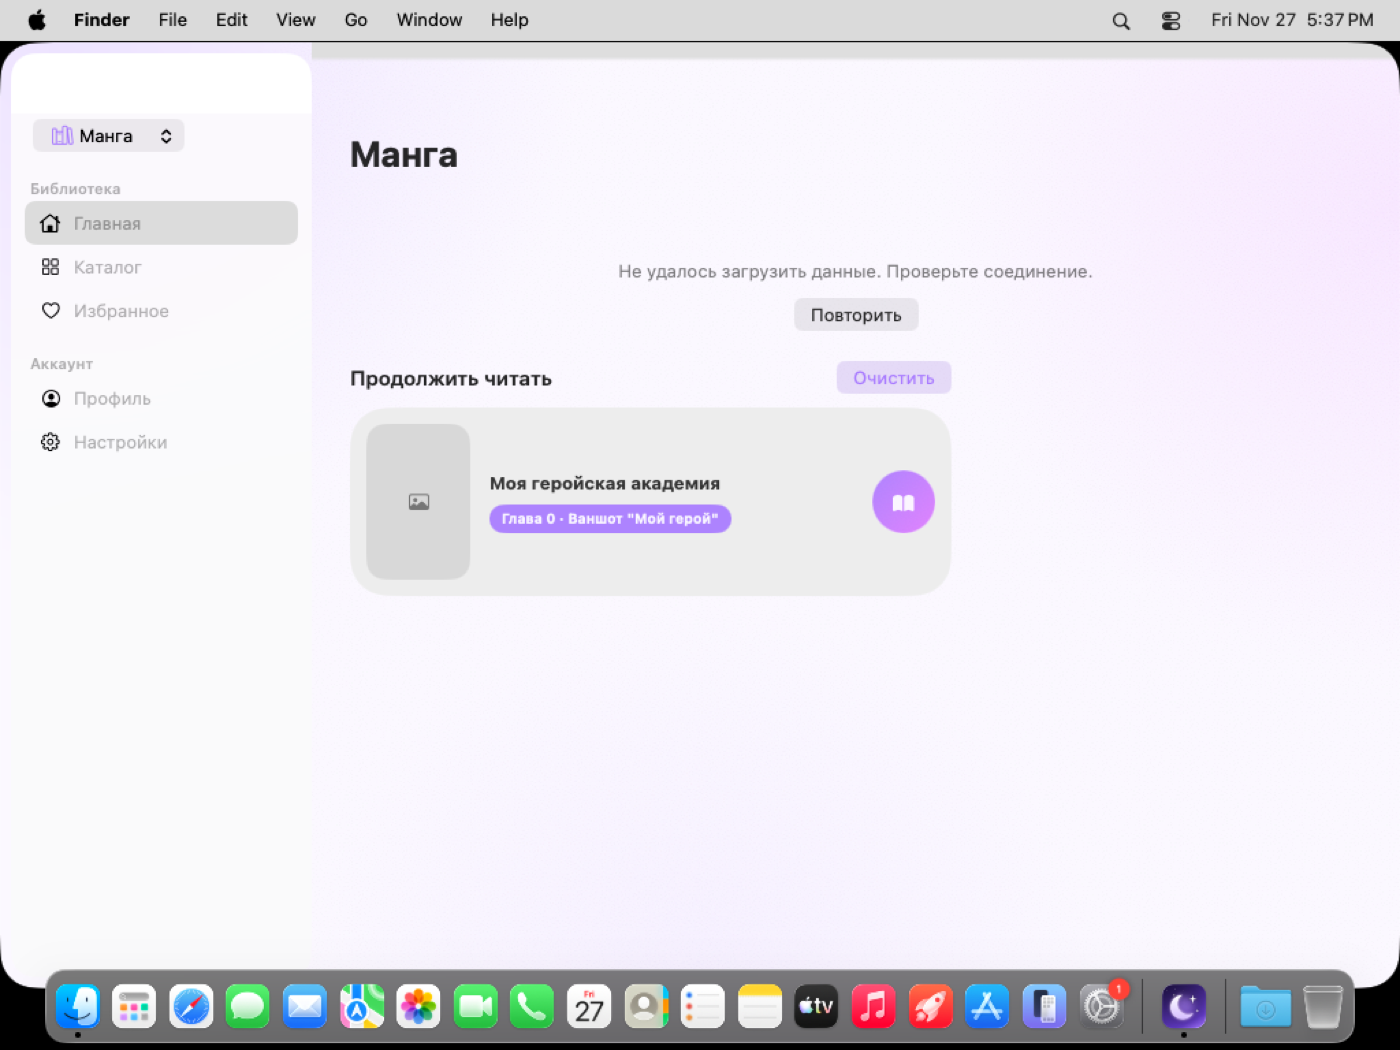 Finder File Edit View Go Window Help Fri Nov 27 5:37 PM
Манга
Библиотека
Главная
Каталог
Избранное
Аккаунт
Профиль
Настройки
Манга
Не удалось загрузить данные. Проверьте соединение.
Повторить
Продолжить читать
Очистить
Моя геройская академия
Глава 0 · Ваншот "Мой герой"
Fri
27
tv
1